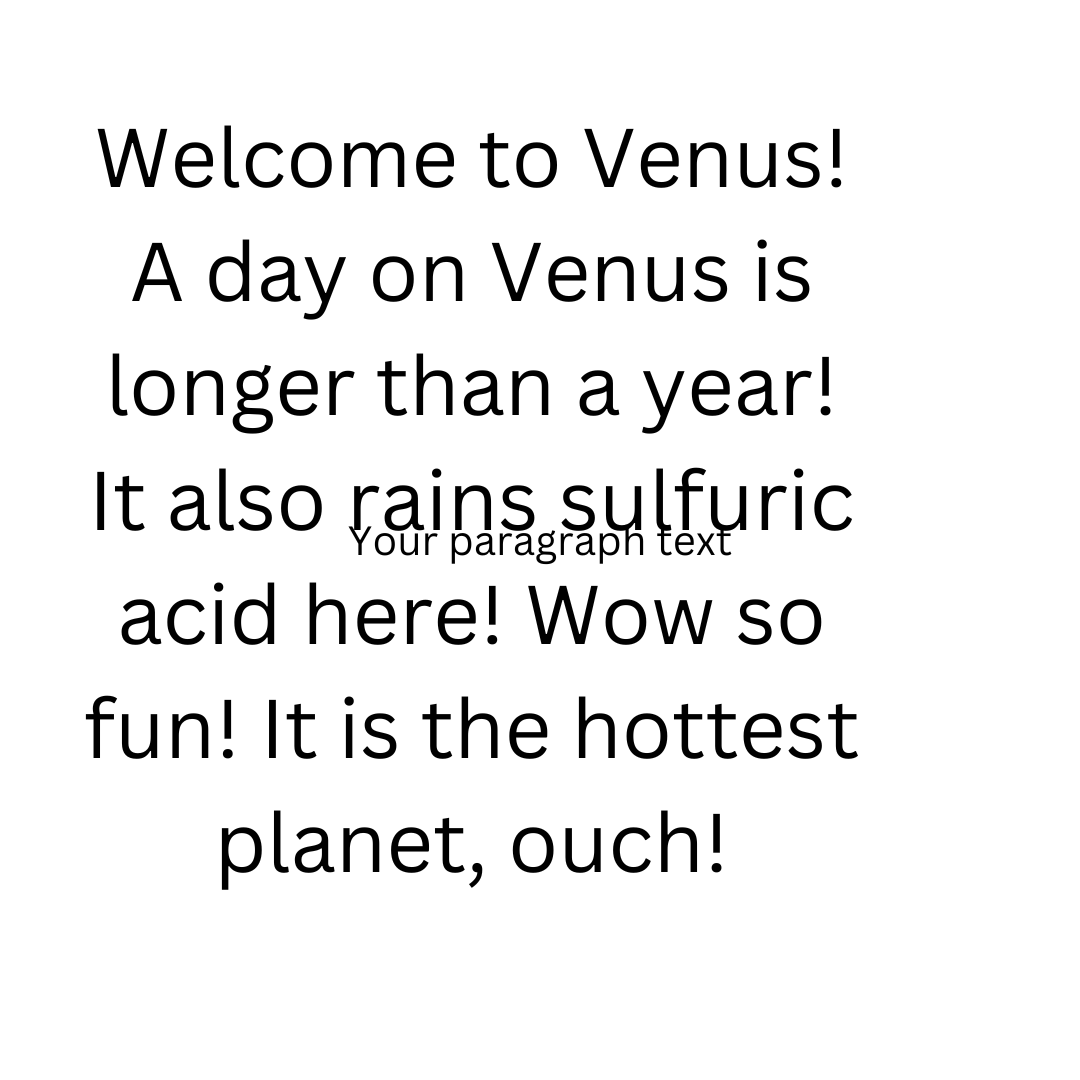 Welcome to Venus!
A day on Venus is
longer than a year!
It also rains sulfuric
Your paragraph text
acid here! Wow so
fun! It is the hottest
planet, ouch!